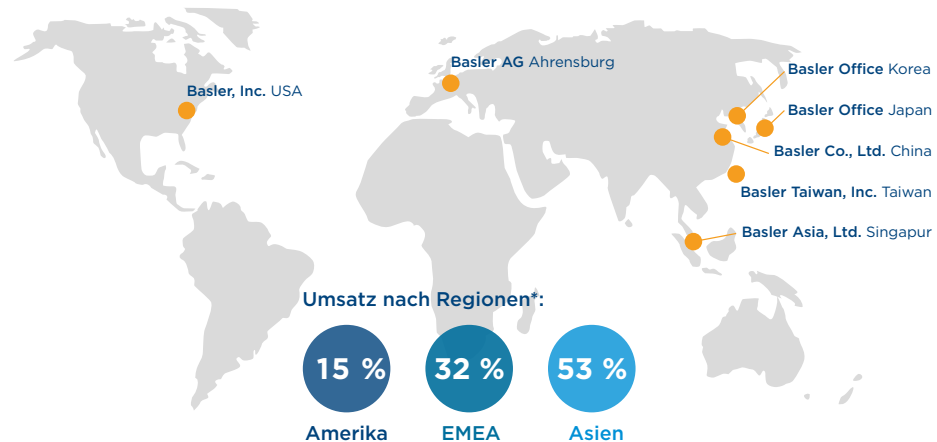 Basler AG Ahrensburg
Basler, Inc. USA
Basler Office Korea
Basler Office Japan
Basler Co., Ltd. China
Basler Taiwan, Inc. Taiwan
Basler Asia, Ltd. Singapur
Umsatz nach Regionen*:
15 % 32 % 53 %
Amerika EMEA Asien